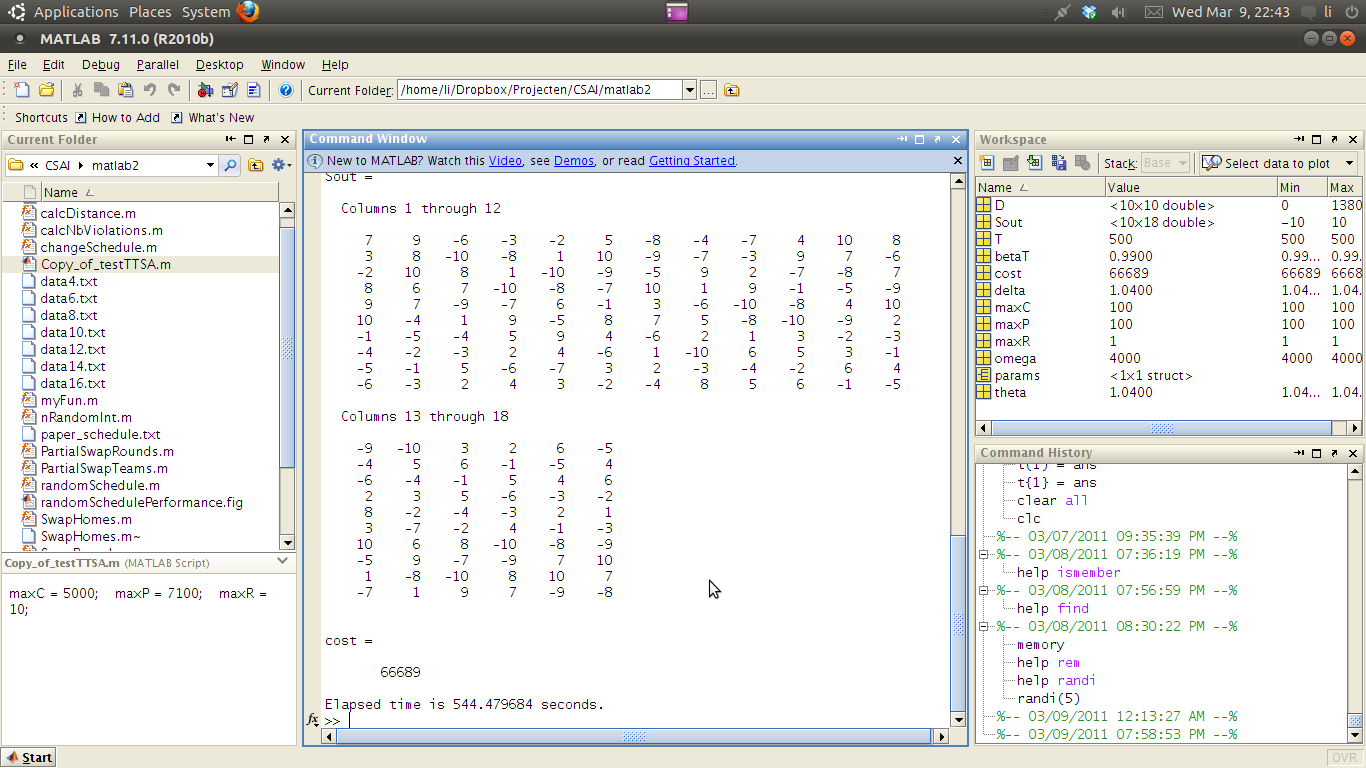 Applications Places System Wed Mar 9, 22:43 li
MATLAB 7.11.0 (R2010b)
File Edit Debug Parallel Desktop Window Help
Current Folder: /home/li/Dropbox/Projecten/CSAI/matlab2 ...
Shortcuts How to Add What's New
Current Folder
« CSAI matlab2
Name
calcDistance.m
calcNbViolations.m
changeSchedule.m
Copy_of_testTTSA.m
data4.txt
data6.txt
data8.txt
data10.txt
data12.txt
data14.txt
data16.txt
myFun.m
nRandomInt.m
paper_schedule.txt
PartialSwapRounds.m
PartialSwapTeams.m
randomSchedule.m
randomSchedulePerformance.fig
SwapHomes.m
SwapHomes.m~
Copy_of_testTTSA.m (MATLAB Script)
maxC = 5000; maxP = 7100; maxR =
10;
Start
Command Window
New to MATLAB? Watch this Video, see Demos, or read Getting Started.
Sout =
Columns 1 through 12
7 9 -6 -3 -2 5 -8 -4 -7 4 10 8
3 8 -10 -8 1 10 -9 -7 -3 9 7 -6
-2 10 8 1 -10 -9 -5 9 2 -7 -8 7
8 6 7 -10 -8 -7 10 1 9 -1 -5 -9
9 7 -9 -7 6 -1 3 -6 -10 -8 4 10
10 -4 1 9 -5 8 7 5 -8 -10 -9 2
-1 -5 -4 5 9 4 -6 2 1 3 -2 -3
-4 -2 -3 2 4 -6 1 -10 6 5 3 -1
-5 -1 5 -6 -7 3 2 -3 -4 -2 6 4
-6 -3 2 4 3 -2 -4 8 5 6 -1 -5
Columns 13 through 18
-9 -10 3 2 6 -5
-4 5 6 -1 -5 4
-6 -4 -1 5 4 6
2 3 5 -6 -3 -2
8 -2 -4 -3 2 1
3 -7 -2 4 -1 -3
10 6 8 -10 -8 -9
-5 9 -7 -9 7 10
1 -8 -10 8 10 7
-7 1 9 7 -9 -8
cost =
66689
Elapsed time is 544.479684 seconds.
fx >>
Workspace
Stack: Base Select data to plot
Name Value Min Max
D <10x10 double> 0 1380
Sout <10x18 double> -10 10
T 500 500 500
betaT 0.9900 0.99... 0.99.
cost 66689 66689 6668
delta 1.0400 1.04... 1.04.
maxC 100 100 100
maxP 100 100 100
maxR 1 1 1
omega 4000 4000 4000
params <1x1 struct>
theta 1.0400 1.04... 1.04.
Command History
t(1) = ans
t{1} = ans
clear all
clc
%-- 03/07/2011 09:35:39 PM --%
%-- 03/08/2011 07:36:19 PM --%
help ismember
%-- 03/08/2011 07:56:59 PM --%
help find
%-- 03/08/2011 08:30:22 PM --%
memory
help rem
help randi
randi(5)
%-- 03/09/2011 12:13:27 AM --%
%-- 03/09/2011 07:58:53 PM --%
OVR